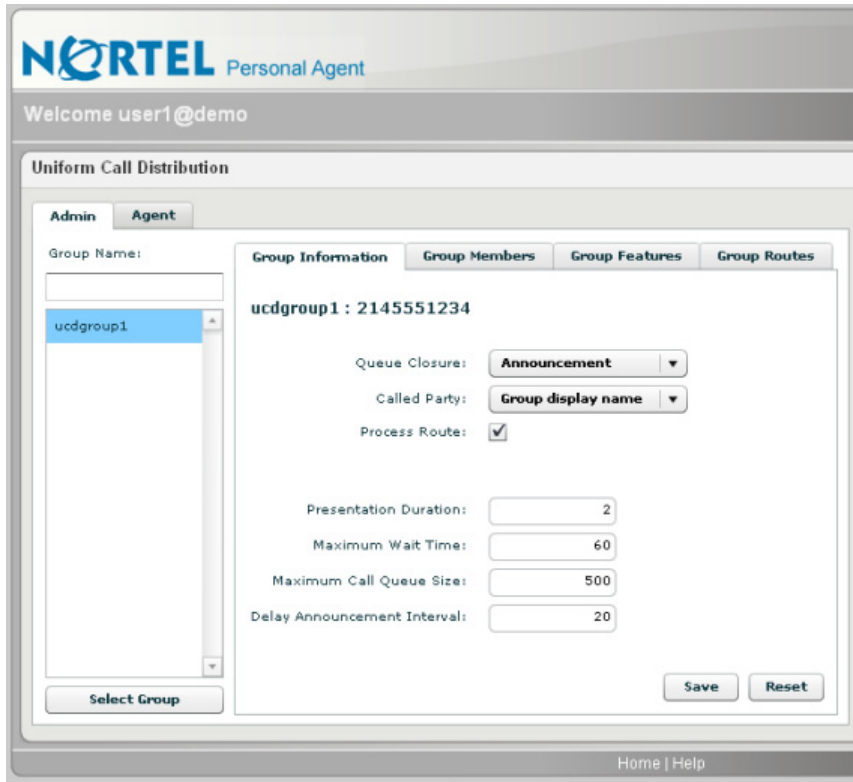 NORTEL Personal Agent
Welcome user1@demo
Uniform Call Distribution
Admin Agent
Group Name:
ucdgroup1
Select Group
Group Information Group Members Group Features Group Routes
ucdgroup1 : 2145551234
Queue Closure: Announcement
Called Party: Group display name
Process Route:
Presentation Duration: 2
Maximum Wait Time: 60
Maximum Call Queue Size: 500
Delay Announcement Interval: 20
Save Reset
Home | Help